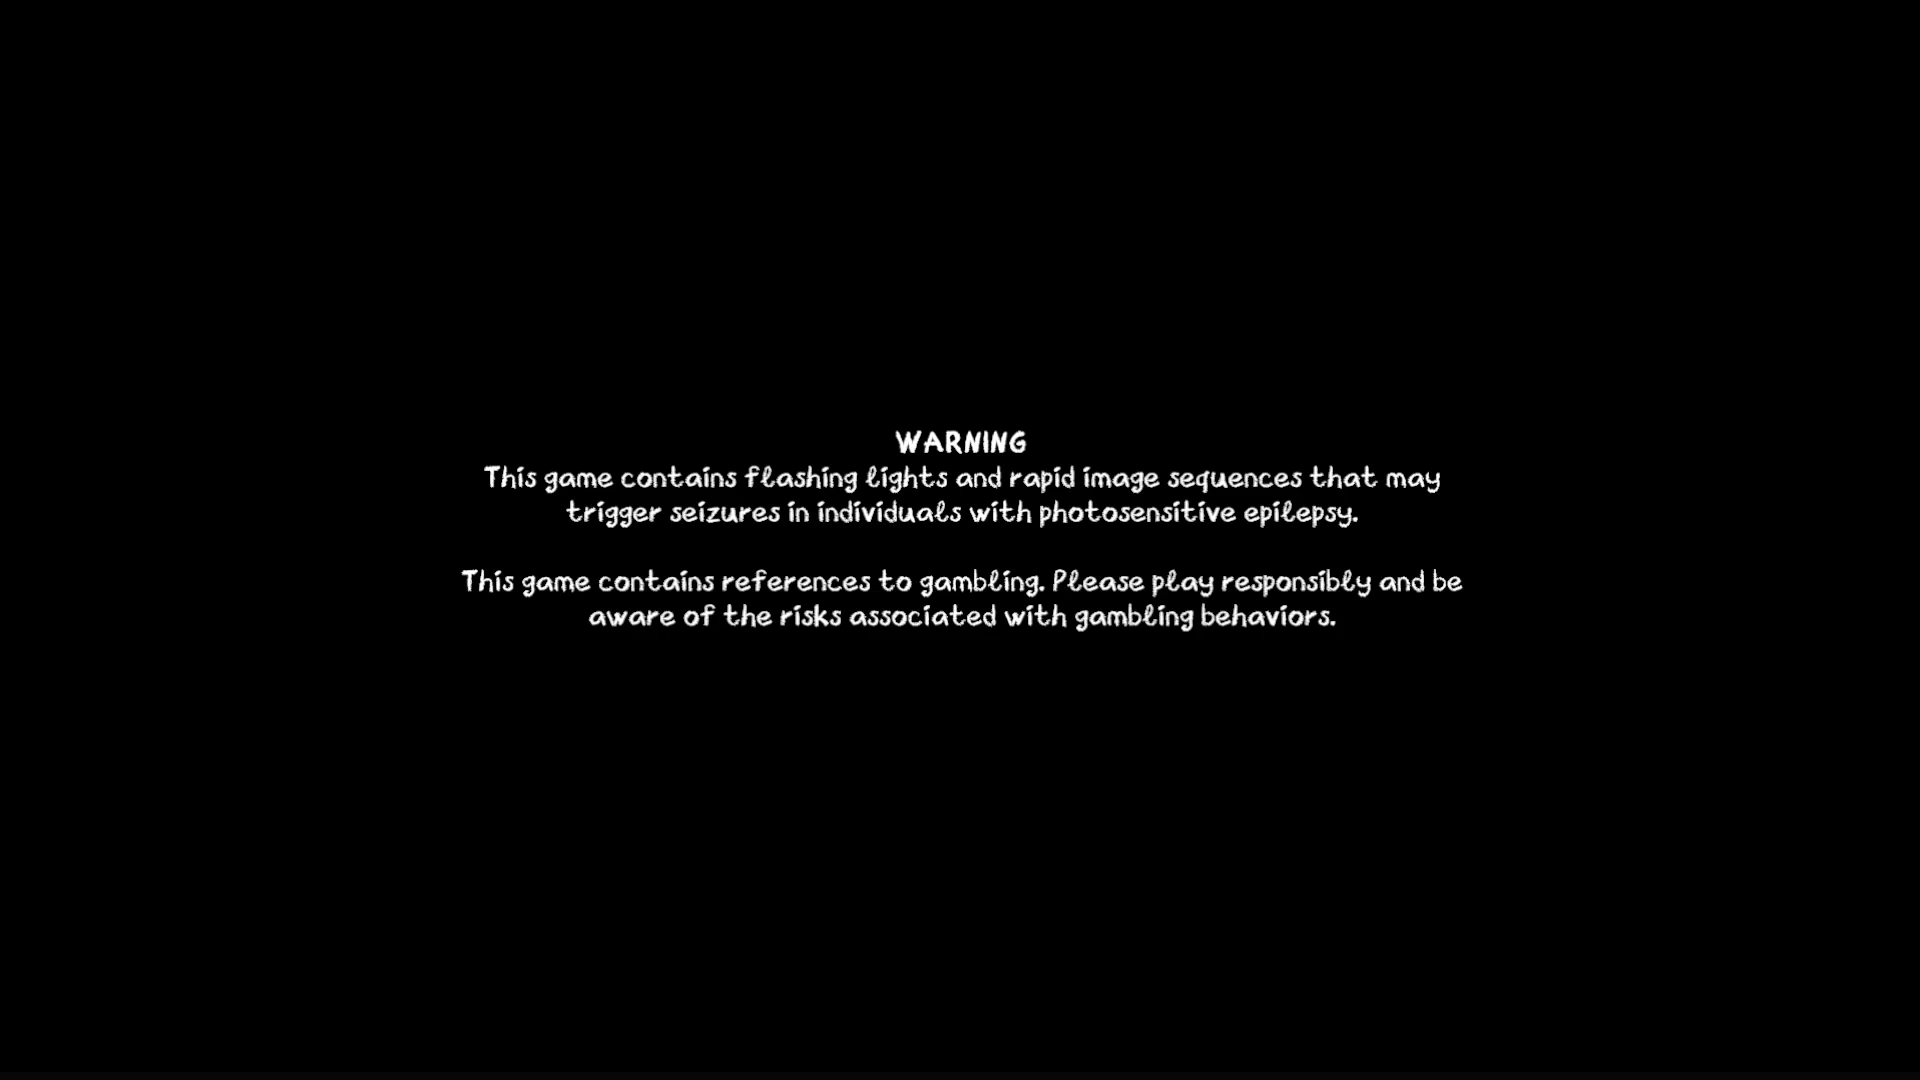 WARNING
This game contains flashing lights and rapid image sequences that may
trigger seizures in individuals with photosensitive epilepsy.
This game contains references to gambling. Please play responsibly and be
aware of the risks associated with gambling behaviors.